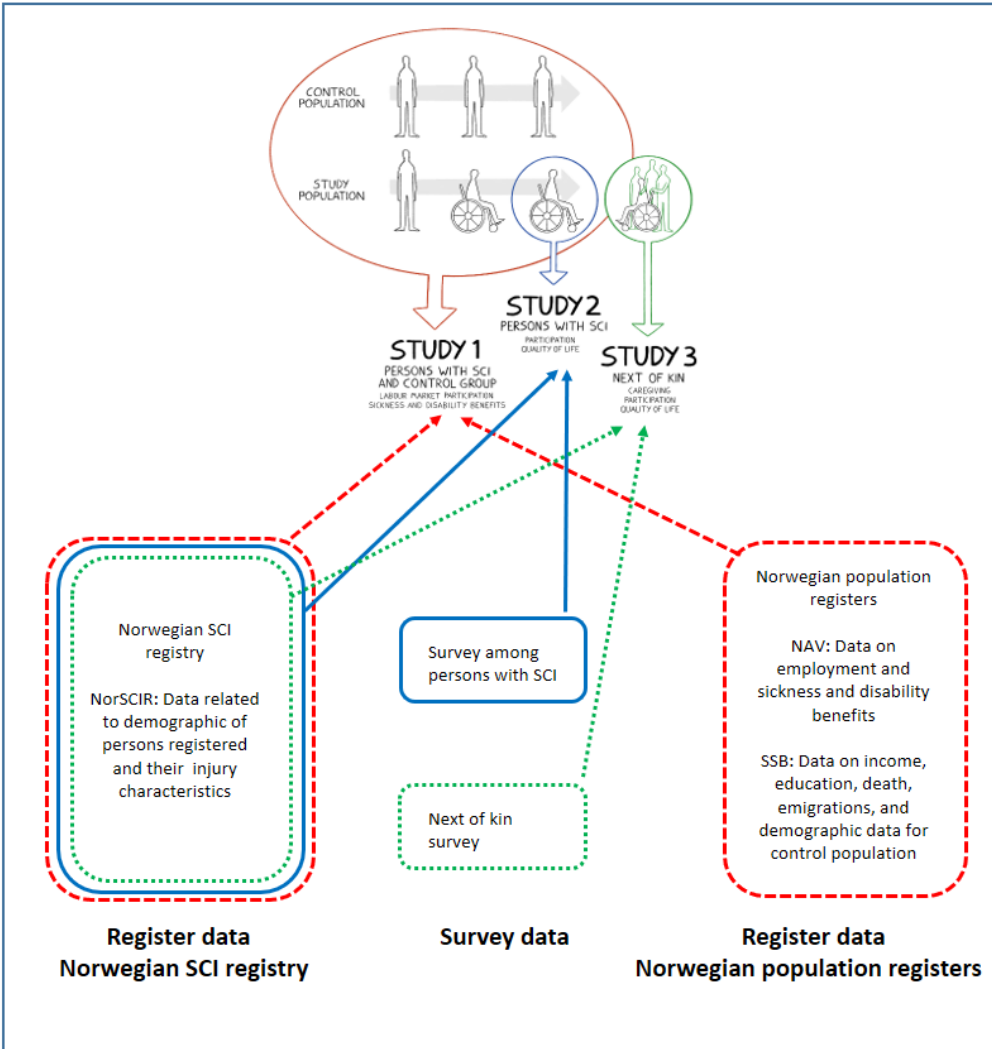 CONTROL
POPULATION
STUDY
POPULATION
STUDY 1
PERSONS WITH SCI
AND CONTROL GROUP
LABOUR MARKET PARTICIPATION
SICKNESS AND DISABILITY BENEFITS
STUDY 2
PERSONS WITH SCI
PARTICIPATION
QUALITY OF LIFE
STUDY 3
NEXT OF KIN
CAREGIVING
PARTICIPATION
QUALITY OF LIFE
Norwegian SCI
registry
NorSCIR: Data related
to demographic of
persons registered
and their injury
characteristics
Survey among
persons with SCI
Next of kin
survey
Norwegian population
registers
NAV: Data on
employment and
sickness and disability
benefits
SSB: Data on income,
education, death,
emigrations, and
demographic data for
control population
Register data
Norwegian SCI registry
Survey data
Register data
Norwegian population registers